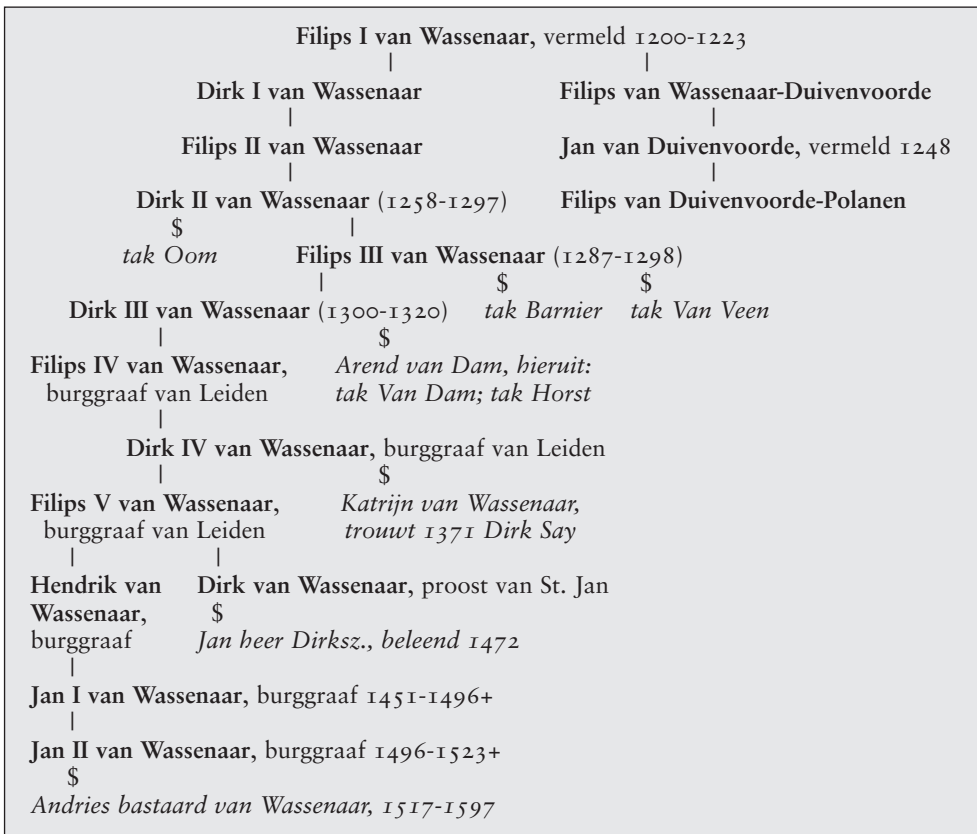 Filips I van Wassenaar, vermeld 1200-1223
| |
Dirk I van Wassenaar Filips van Wassenaar-Duivenvoorde
| |
Filips II van Wassenaar Jan van Duivenvoorde, vermeld 1248
| |
Dirk II van Wassenaar (1258-1297) Filips van Duivenvoorde-Polanen
$ |
tak Oom Filips III van Wassenaar (1287-1298)
| $ $
Dirk III van Wassenaar (1300-1320) tak Barnier tak Van Veen
| $
Filips IV van Wassenaar, Arend van Dam, hieruit:
burggraaf van Leiden tak Van Dam; tak Horst
|
Dirk IV van Wassenaar, burggraaf van Leiden
| $
Filips V van Wassenaar, Katrijn van Wassenaar,
burggraaf van Leiden trouwt 1371 Dirk Say
| |
Hendrik van Dirk van Wassenaar, proost van St. Jan
Wassenaar, $
burggraaf Jan heer Dirksz., beleend 1472
|
Jan I van Wassenaar, burggraaf 1451-1496+
|
Jan II van Wassenaar, burggraaf 1496-1523+
$
Andries bastaard van Wassenaar, 1517-1597